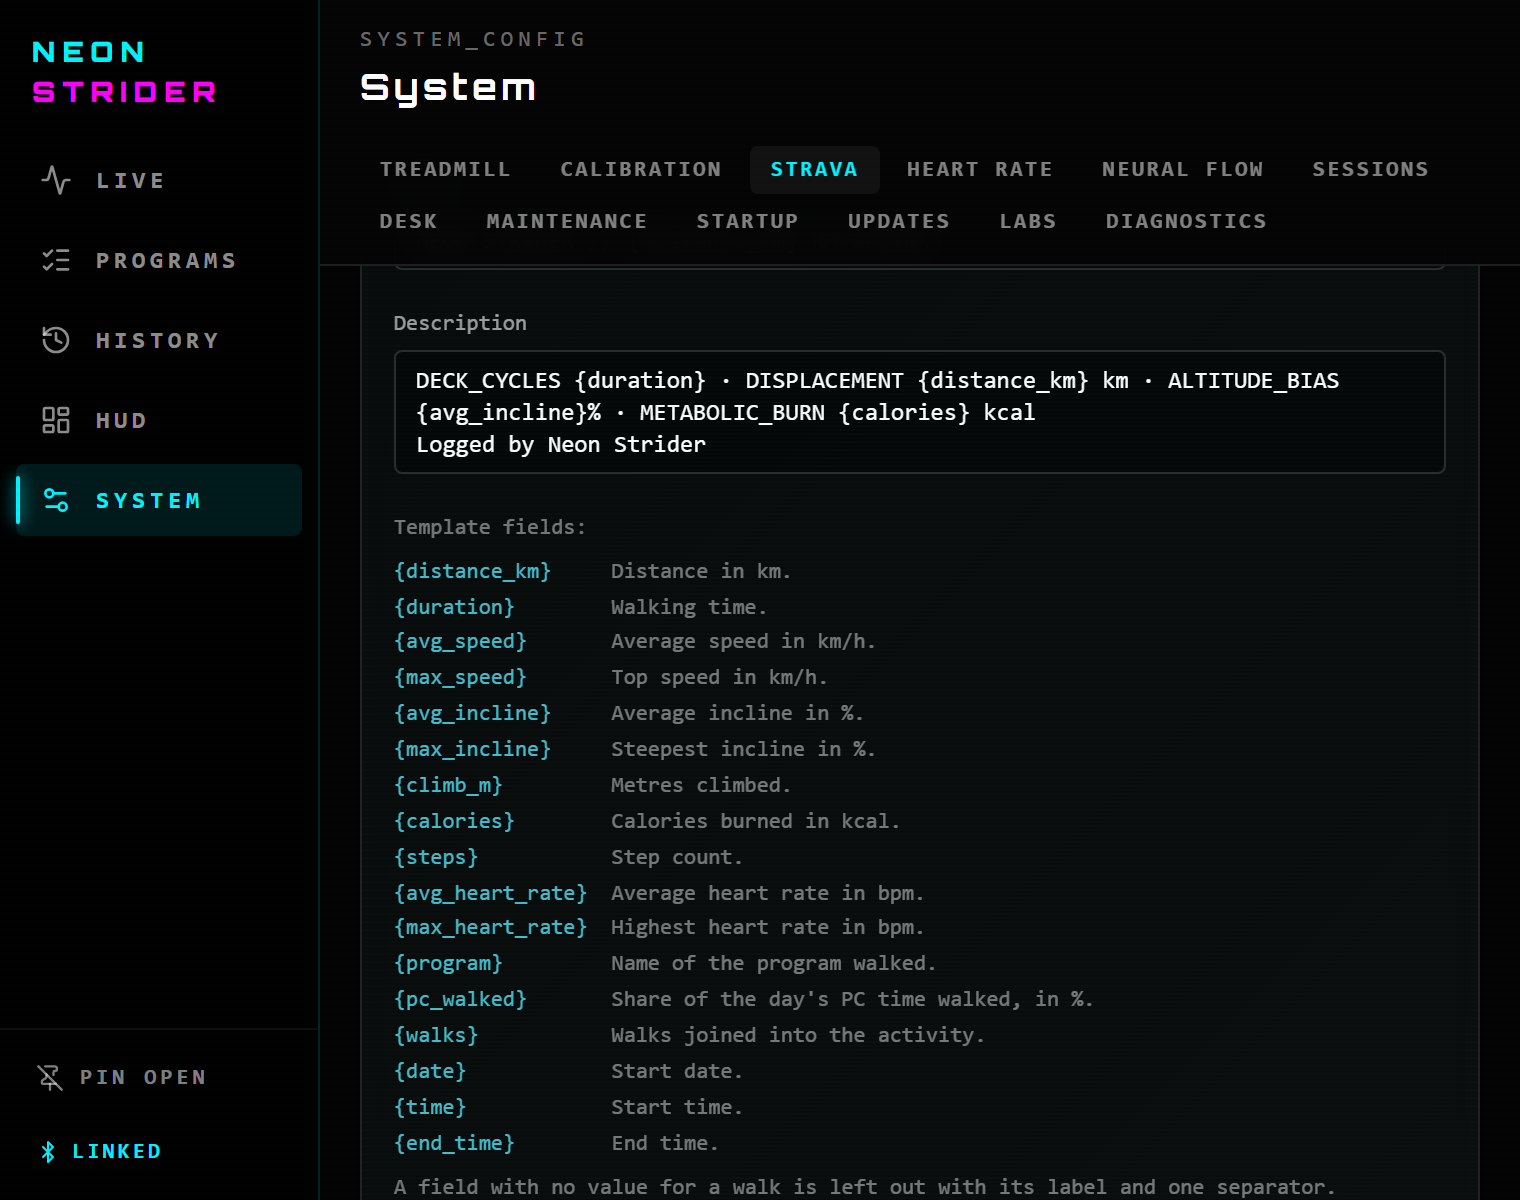 NEON
STRIDER
LIVE
PROGRAMS
HISTORY
HUD
SYSTEM
PIN OPEN
LINKED
SYSTEM_CONFIG
System
TREADMILL CALIBRATION STRAVA HEART RATE NEURAL FLOW SESSIONS
DESK MAINTENANCE STARTUP UPDATES LABS DIAGNOSTICS
Description
DECK_CYCLES {duration} · DISPLACEMENT {distance_km} km · ALTITUDE_BIAS
{avg_incline}% · METABOLIC_BURN {calories} kcal
Logged by Neon Strider
Template fields:
{distance_km} Distance in km.
{duration} Walking time.
{avg_speed} Average speed in km/h.
{max_speed} Top speed in km/h.
{avg_incline} Average incline in %.
{max_incline} Steepest incline in %.
{climb_m} Metres climbed.
{calories} Calories burned in kcal.
{steps} Step count.
{avg_heart_rate} Average heart rate in bpm.
{max_heart_rate} Highest heart rate in bpm.
{program} Name of the program walked.
{pc_walked} Share of the day's PC time walked, in %.
{walks} Walks joined into the activity.
{date} Start date.
{time} Start time.
{end_time} End time.
A field with no value for a walk is left out with its label and one separator.